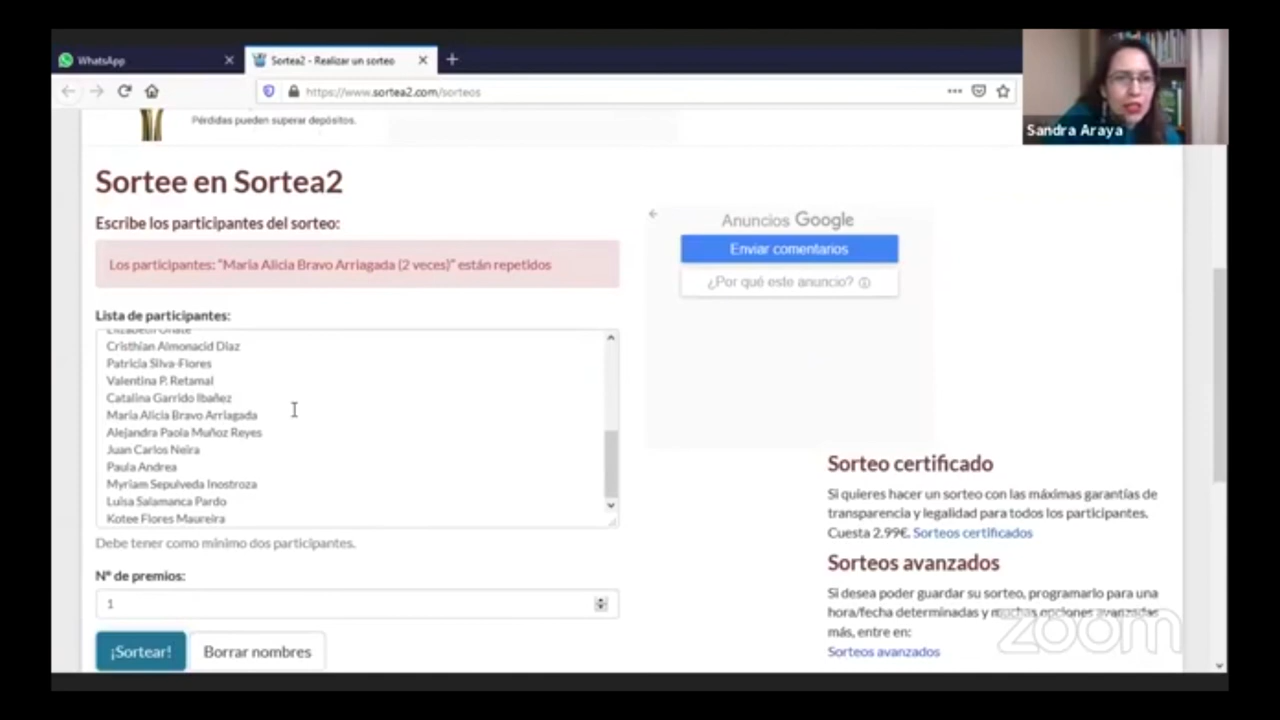 WhatsApp
Sortea2 - Realizar un sorteo
https://www.sortea2.com/sorteos
Sandra Araya
Pérdidas pueden superar depósitos.
Sortee en Sortea2
Escribe los participantes del sorteo:
Los participantes: "Maria Alicia Bravo Arriagada (2 veces)" están repetidos
Anuncios Google
Enviar comentarios
¿Por qué este anuncio?
Lista de participantes:
Elizabeth Oñate
Cristhian Almonacid Diaz
Patricia Silva-Flores
Valentina P. Retamal
Catalina Garrido Ibañez
Maria Alicia Bravo Arriagada
Alejandra Paola Muñoz Reyes
Juan Carlos Neira
Paula Andrea
Myriam Sepulveda Inostroza
Luisa Salamanca Pardo
Kotee Flores Maureira
Debe tener como mínimo dos participantes.
Nº de premios:
1
¡Sortear!
Borrar nombres
Sorteo certificado
Si quieres hacer un sorteo con las máximas garantías de
transparencia y legalidad para todos los participantes.
Cuesta 2.99€. Sorteos certificados
Sorteos avanzados
Si desea poder guardar su sorteo, programarlo para una
hora/fecha determinadas y muchas opciones avanzadas
más, entre en:
Sorteos avanzados
zoom